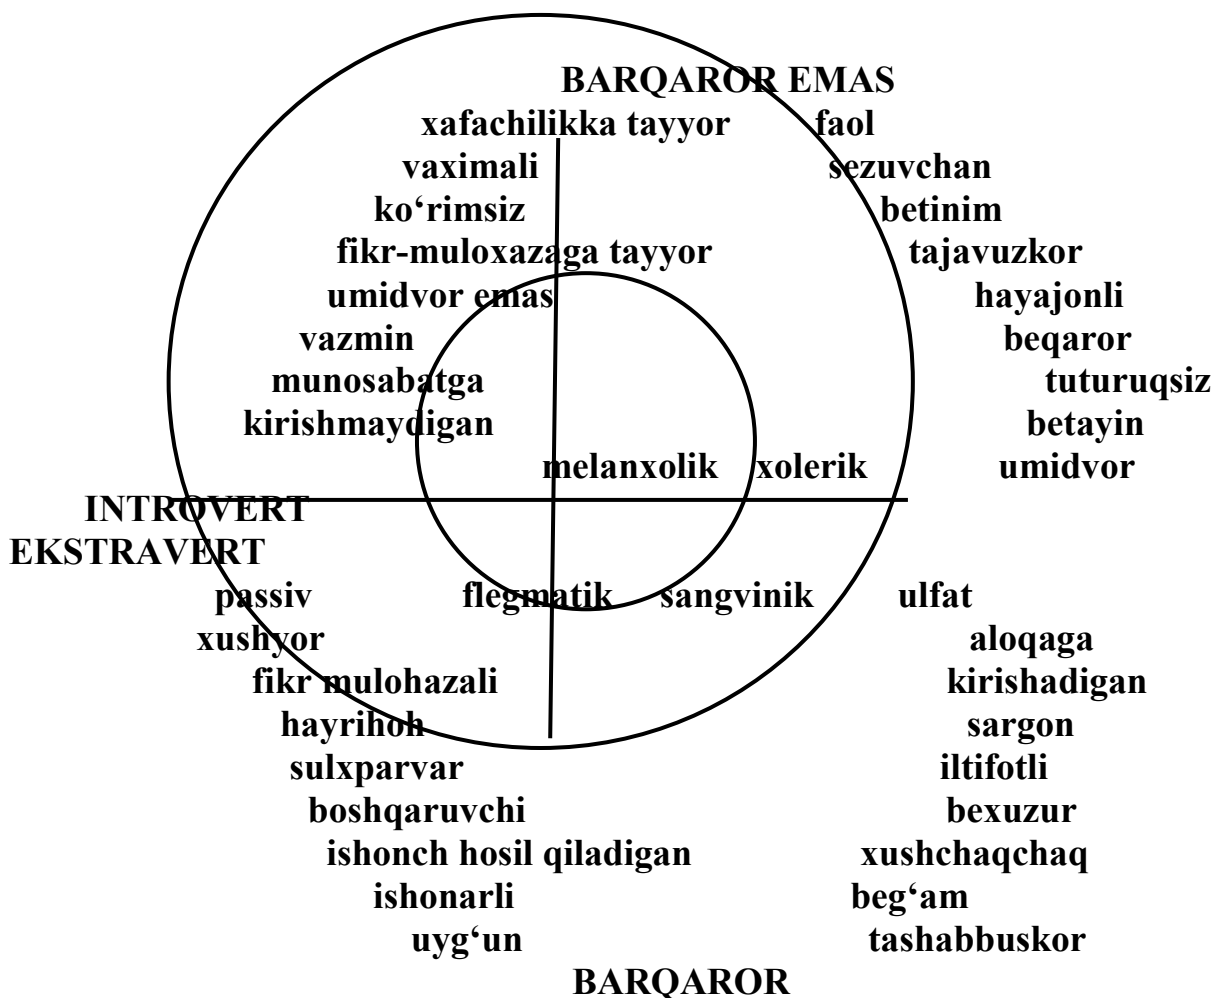 BARQAROR EMAS
xafachilikka tayyor faol
vaximali sezuvchan
ko‘rimsiz betinim
fikr-muloxazaga tayyor tajavuzkor
umidvor emas hayajonli
vazmin beqaror
munosabatga tuturuqsiz
kirishmaydigan betayin
melanxolik xolerik umidvor
INTROVERT
EKSTRAVERT
passiv flegmatik sangvinik ulfat
xushyor aloqaga
fikr mulohazali kirishadigan
hayrihoh sargon
sulxparvar iltifotli
boshqaruvchi bexuzur
ishonch hosil qiladigan xushchaqchaq
ishonarli beg‘am
uyg‘un tashabbuskor
BARQAROR